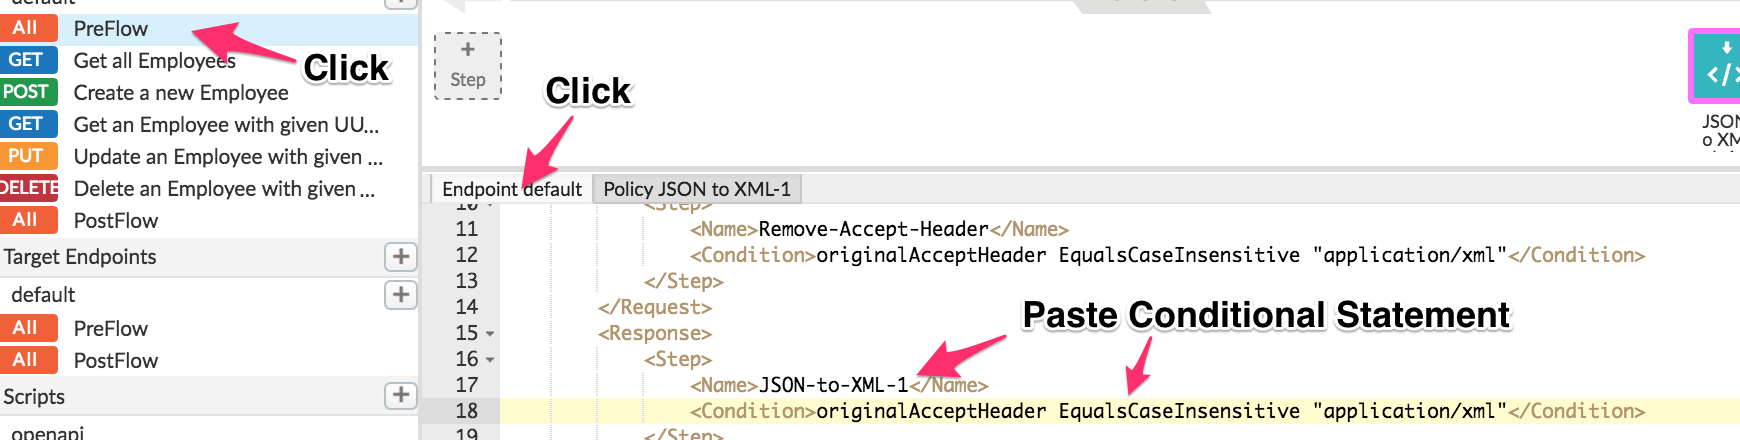 default
All PreFlow
GET Get all Employees
POST Create a new Employee
GET Get an Employee with given UU...
PUT Update an Employee with given ...
DELETE Delete an Employee with given ...
All PostFlow
Target Endpoints +
default +
All PreFlow
All PostFlow
Scripts +
openapi
Click
+
Step
Click
</>
JSON
o XM
Endpoint default
Policy JSON to XML-1
10 <Step>
11 <Name>Remove-Accept-Header</Name>
12 <Condition>originalAcceptHeader EqualsCaseInsensitive "application/xml"</Condition>
13 </Step>
14 </Request>
15 <Response>
Paste Conditional Statement
16 <Step>
17 <Name>JSON-to-XML-1</Name>
18 <Condition>originalAcceptHeader EqualsCaseInsensitive "application/xml"</Condition>
19 </Step>